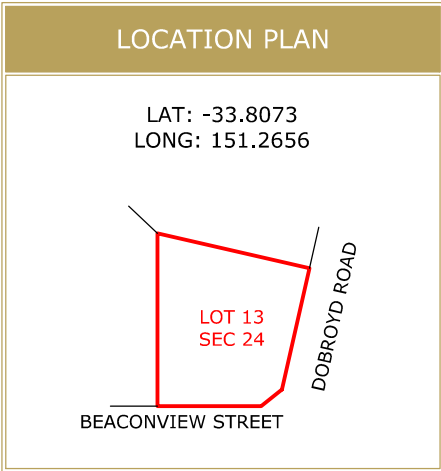 LOCATION PLAN
LAT: -33.8073
LONG: 151.2656
LOT 13
SEC 24
DOBROYD ROAD
BEACONVIEW STREET